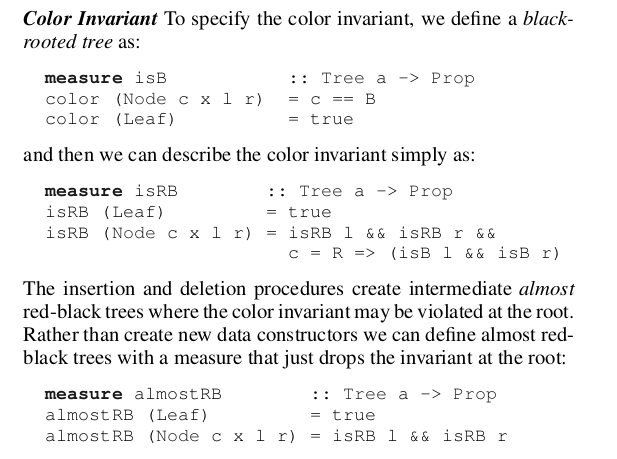 Color Invariant To specify the color invariant, we define a black-
rooted tree as:
measure isB :: Tree a -> Prop
color (Node c x l r) = c == B
color (Leaf) = true
and then we can describe the color invariant simply as:
measure isRB :: Tree a -> Prop
isRB (Leaf) = true
isRB (Node c x l r) = isRB l && isRB r &&
c = R => (isB l && isB r)
The insertion and deletion procedures create intermediate almost
red-black trees where the color invariant may be violated at the root.
Rather than create new data constructors we can define almost red-
black trees with a measure that just drops the invariant at the root:
measure almostRB :: Tree a -> Prop
almostRB (Leaf) = true
almostRB (Node c x l r) = isRB l && isRB r